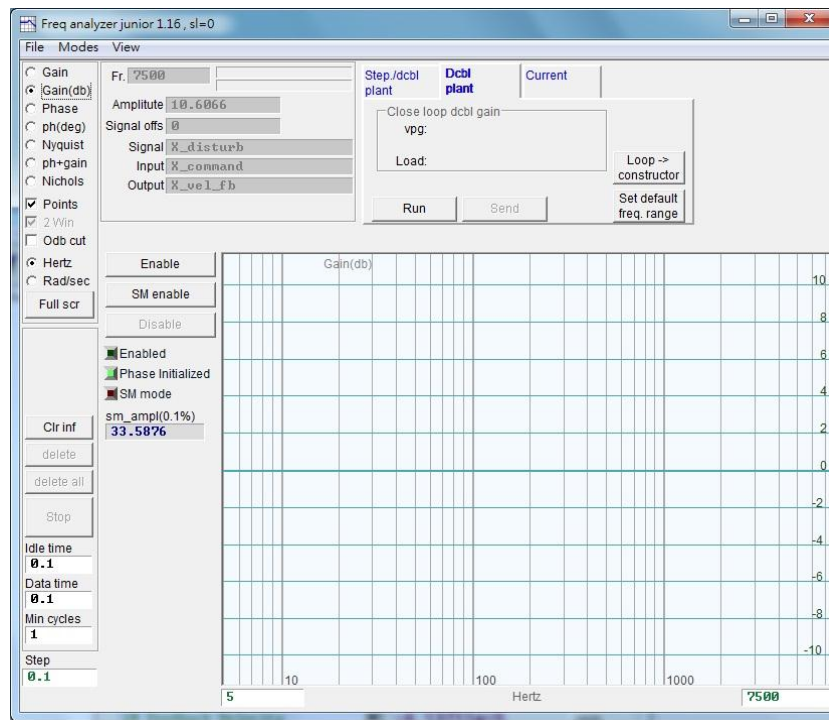 Freq analyzer junior 1.16 , sl=0
File Modes View
Gain
Gain(db)
Phase
ph(deg)
Nyquist
ph+gain
Nichols
Points
2 Win
Odb cut
Hertz
Rad/sec
Full scr
Fr. 7500
Amplitute 10.6066
Signal offs 0
Signal X_disturb
Input X_command
Output X_vel_fb
Step./dcbl plant
Dcbl plant
Current
Close loop dcbl gain
vpg:
Load:
Loop -> constructor
Run
Send
Set default freq. range
Enable
SM enable
Disable
Enabled
Phase Initialized
SM mode
sm_ampl(0.1%)
33.5876
Clr inf
delete
delete all
Stop
Idle time
0.1
Data time
0.1
Min cycles
1
Step
0.1
Gain(db)
10
8
6
4
2
0
-2
-4
-6
-8
-10
10
100
1000
5
Hertz
7500